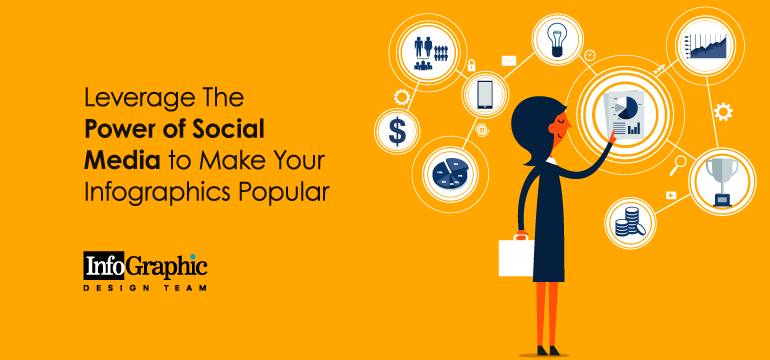 Leverage The
Power of Social
Media to Make Your
Infographics Popular
InfoGraphic
DESIGN TEAM
$